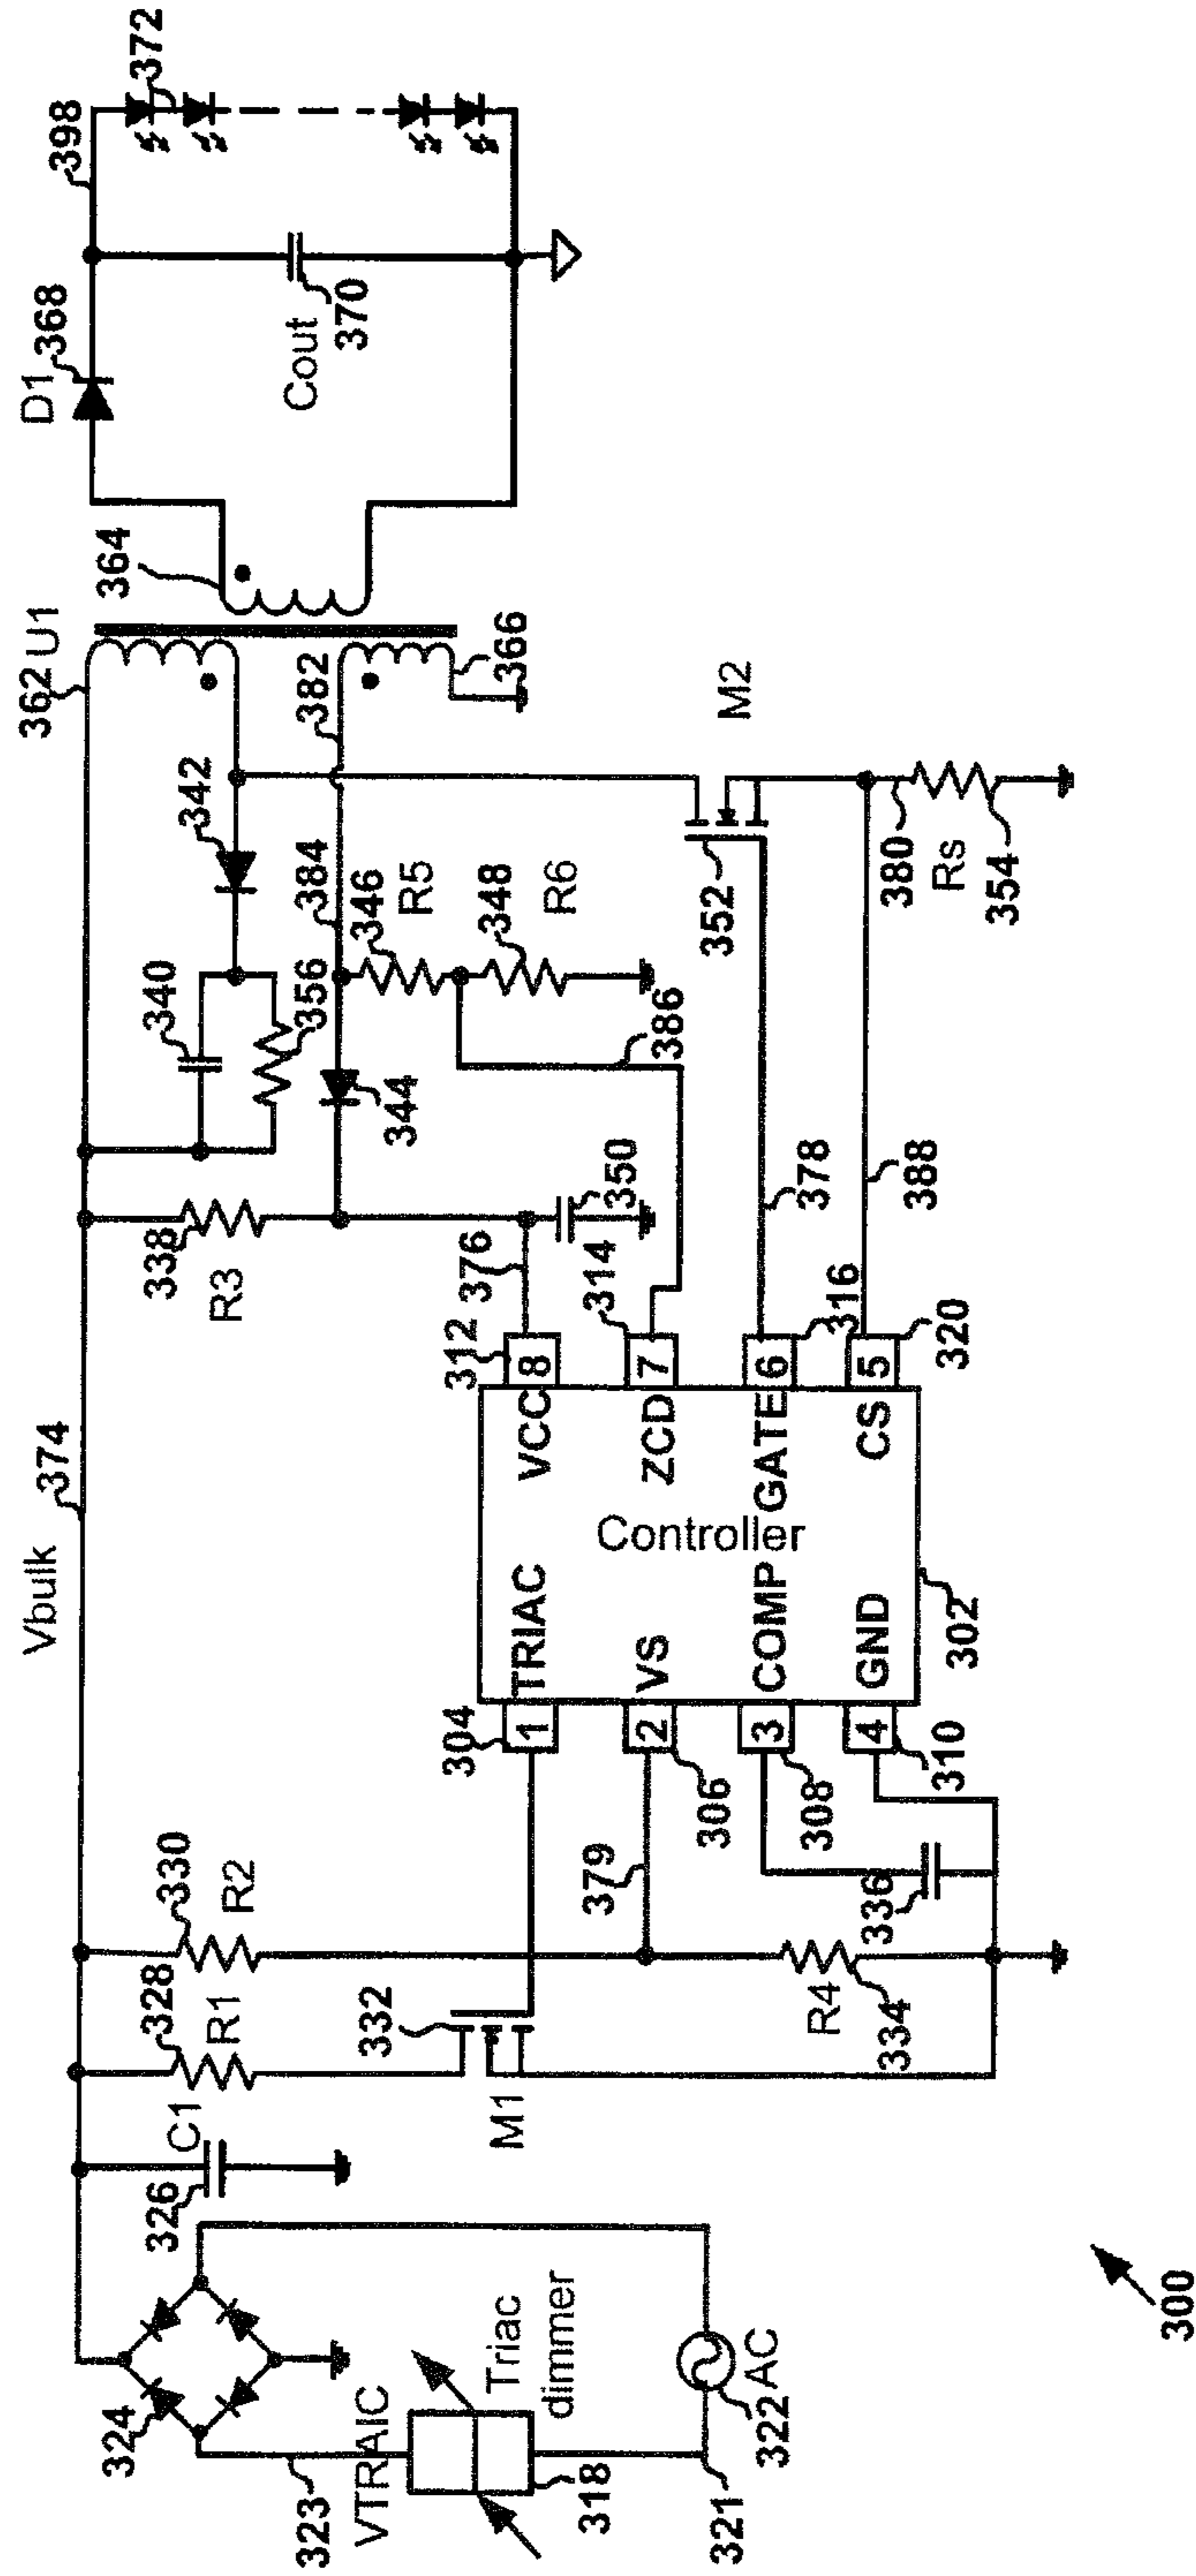 300
AC
322
321
Triac
dimmer
318
VTRAIC
323
324
C1
326
328
R1
330
R2
332
M1
R4
334
379
336
304
306
308
310
1
2
3
4
TRIAC
VS
COMP
GND
Controller
302
VCC
ZCD
GATE
CS
8
7
6
5
312
314
316
320
Vbulk
374
338
R3
376
350
340
356
342
344
384
346
R5
348
R6
386
378
388
352
M2
380
Rs
354
362
U1
382
366
364
D1
368
Cout
370
398
372